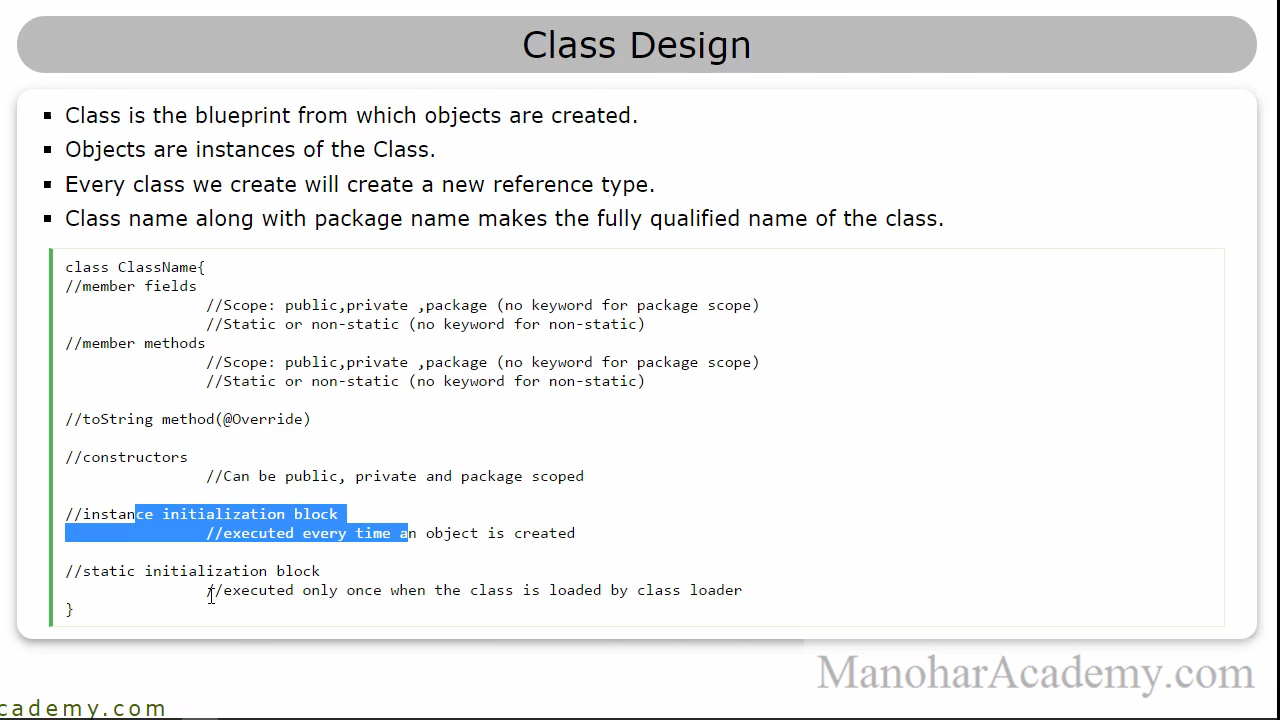 Class Design
Class is the blueprint from which objects are created.
Objects are instances of the Class.
Every class we create will create a new reference type.
Class name along with package name makes the fully qualified name of the class.
class ClassName{
//member fields
//Scope: public,private ,package (no keyword for package scope)
//Static or non-static (no keyword for non-static)
//member methods
//Scope: public,private ,package (no keyword for package scope)
//Static or non-static (no keyword for non-static)
//toString method(@Override)
//constructors
//Can be public, private and package scoped
//instance initialization block
//executed every time an object is created
//static initialization block
//executed only once when the class is loaded by class loader
}
ManoharAcademy.com
cademy.com